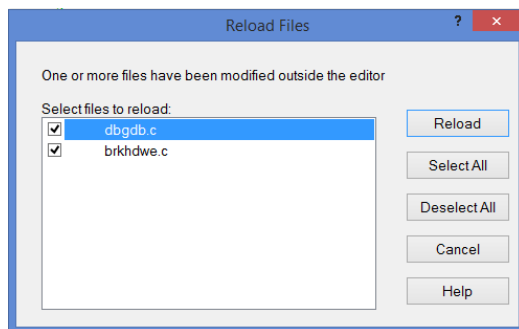 Reload Files
?
One or more files have been modified outside the editor
Select files to reload:
dbgdb.c
brkhdwe.c
Reload
Select All
Deselect All
Cancel
Help